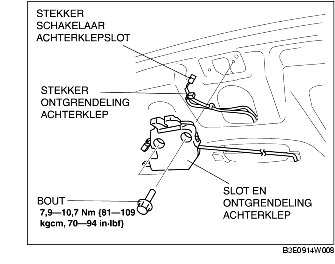 STEKKER
SCHAKELAAR
ACHTERKLEPSLOT
STEKKER
ONTGRENDELING
ACHTERKLEP
BOUT
7,9—10,7 Nm {81—109
kgcm, 70—94 in·lbf}
SLOT EN
ONTGRENDELING
ACHTERKLEP
B3E0914W008